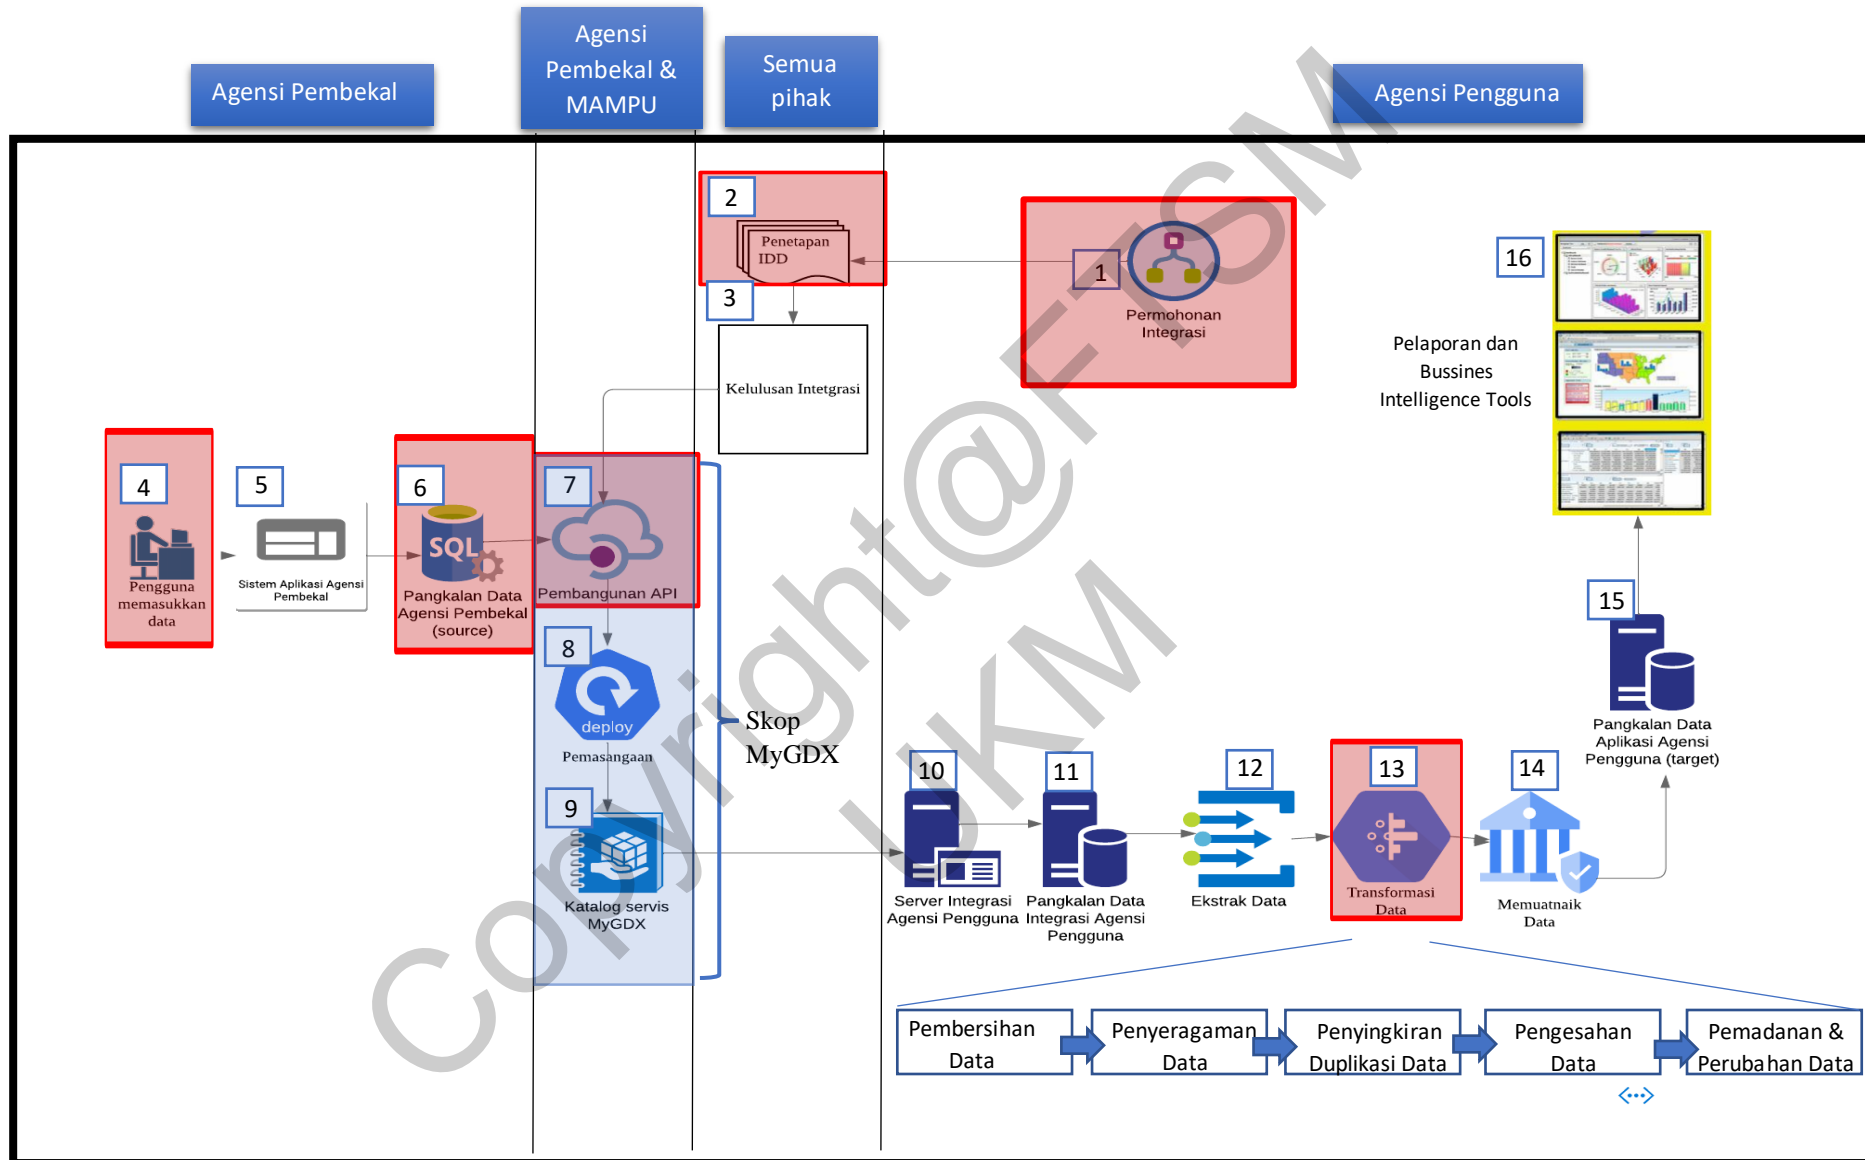 Agensi Pembekal
Agensi
Pembekal &
MAMPU
Semua
pihak
Agensi Pengguna
2
Penetapan
IDD
3
Kelulusan Intetgrasi
1
Permohonan
Integrasi
16
Pelaporan dan
Bussines
Intelligence Tools
4
Pengguna
memasukkan
data
5
Sistem Aplikasi Agensi
Pembekal
6
SQL
Pangkalan Data
Agensi Pembekal
(source)
7
Pembangunan API
8
deploy
Pemasangaan
9
Katalog servis
MyGDX
Skop
MyGDX
10
Server Integrasi
Agensi Pengguna
11
Pangkalan Data
Integrasi Agensi
Pengguna
12
Ekstrak Data
13
Transformasi
Data
14
Memuatnaik
Data
15
Pangkalan Data
Aplikasi Agensi
Pengguna (target)
Pembersihan
Data
Penyeragaman
Data
Penyingkiran
Duplikasi Data
Pengesahan
Data
Pemadanan &
Perubahan Data
Copyright@FTSM
UKM